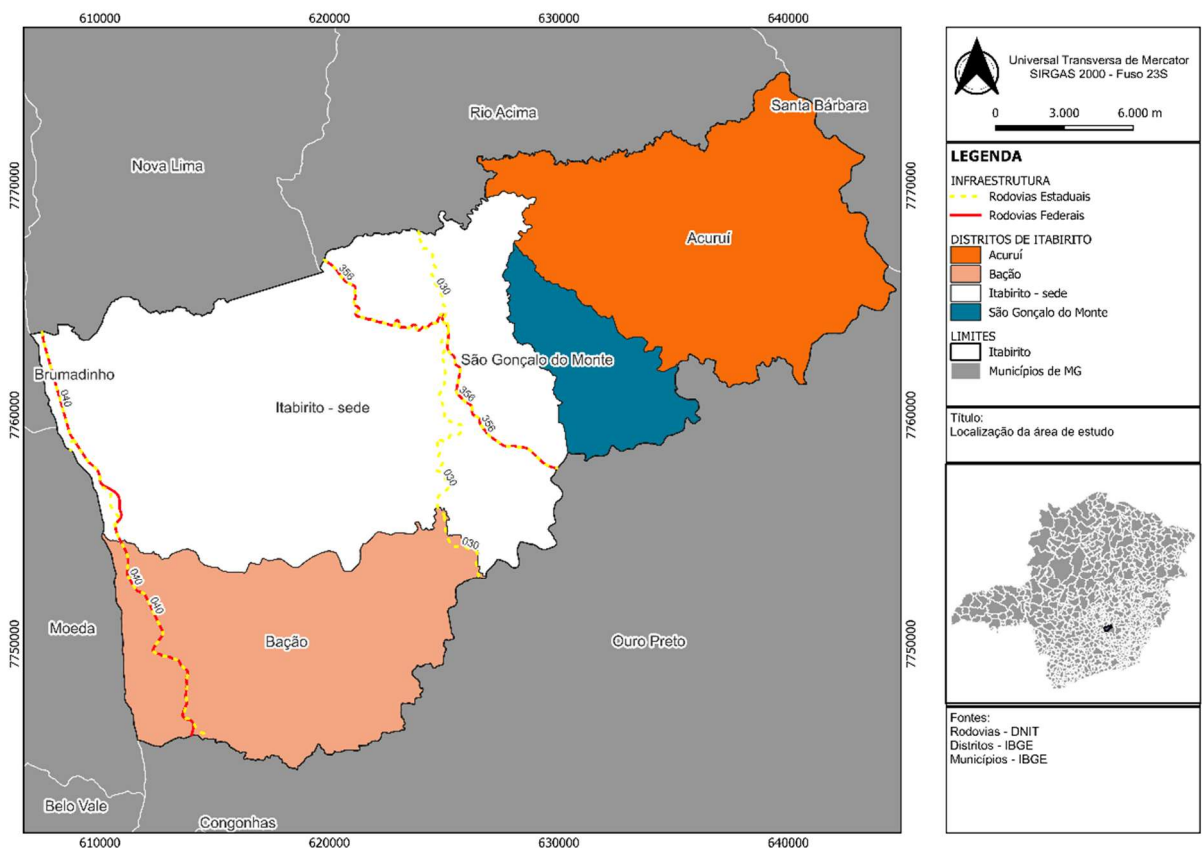 610000
620000
630000
640000
7770000
7760000
7750000
7770000
7760000
7750000
Rio Acima
Santa Bárbara
Nova Lima
Acuruí
356
030
São Gonçalo do Monte
Brumadinho
040
Itabirito - sede
356
356
030
030
040
040
Moeda
Bação
Ouro Preto
Belo Vale
Congonhas
610000
620000
630000
640000
Universal Transversa de Mercator
SIRGAS 2000 - Fuso 23S
0 3.000 6.000 m
LEGENDA
INFRAESTRUTURA
Rodovias Estaduais
Rodovias Federais
DISTRITOS DE ITABIRITO
Acuruí
Bação
Itabirito - sede
São Gonçalo do Monte
LIMITES
Itabirito
Municípios de MG
Título:
Localização da área de estudo
Fontes:
Rodovias - DNIT
Distritos - IBGE
Municípios - IBGE